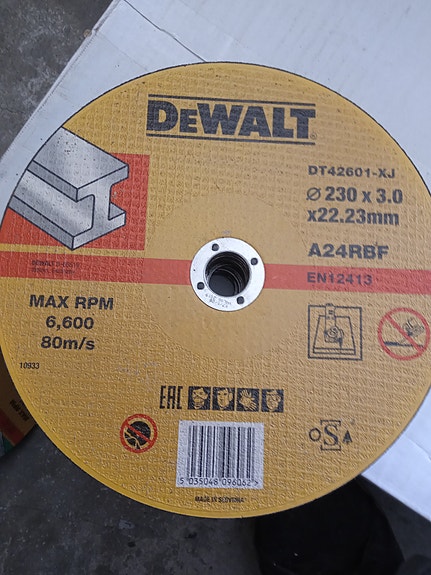 DEWALT
DT42601-XJ
Ø 230 x 3.0
x22.23mm
A24RBF
EN12413
MAX RPM
6,600
80m/s
10933
EAC
S
5 035048 096062 >
MADE IN SLOVENIA